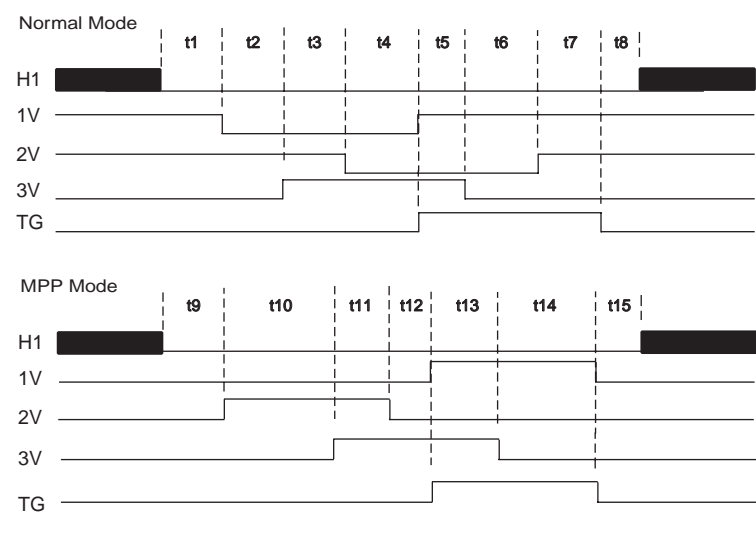 Normal Mode
t1 t2 t3 t4 t5 t6 t7 t8
H1
1V
2V
3V
TG
MPP Mode
t9 t10 t11 t12 t13 t14 t15
H1
1V
2V
3V
TG